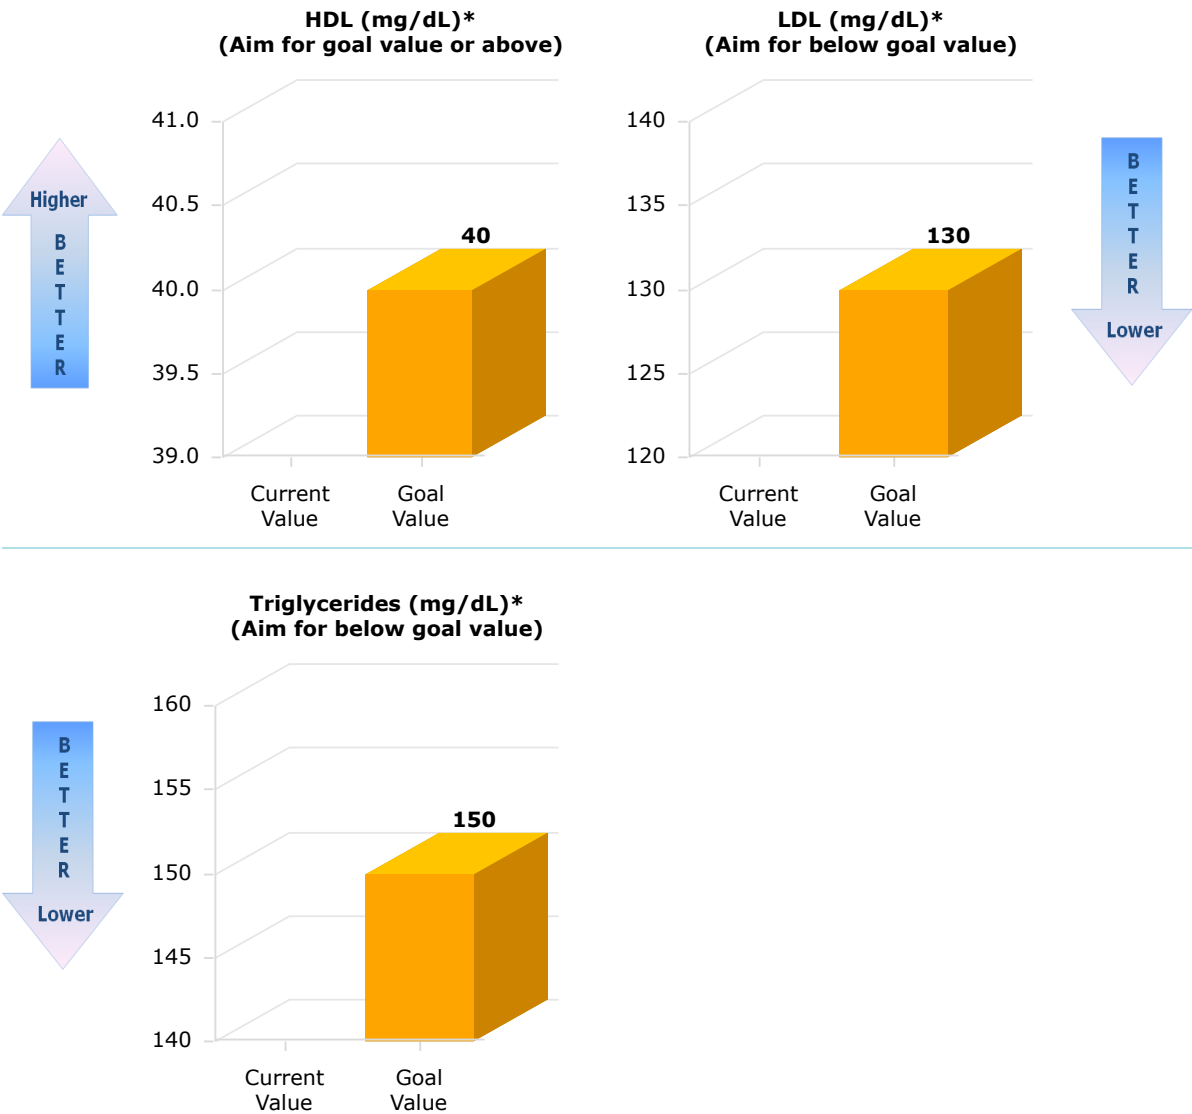 HDL (mg/dL)*
(Aim for goal value or above)
41.0
40.5
40.0
39.5
39.0
40
Current
Value
Goal
Value
Higher
B
E
T
T
E
R
LDL (mg/dL)*
(Aim for below goal value)
140
135
130
125
120
130
Current
Value
Goal
Value
B
E
T
T
E
R
Lower
Triglycerides (mg/dL)*
(Aim for below goal value)
160
155
150
145
140
150
Current
Value
Goal
Value
B
E
T
T
E
R
Lower